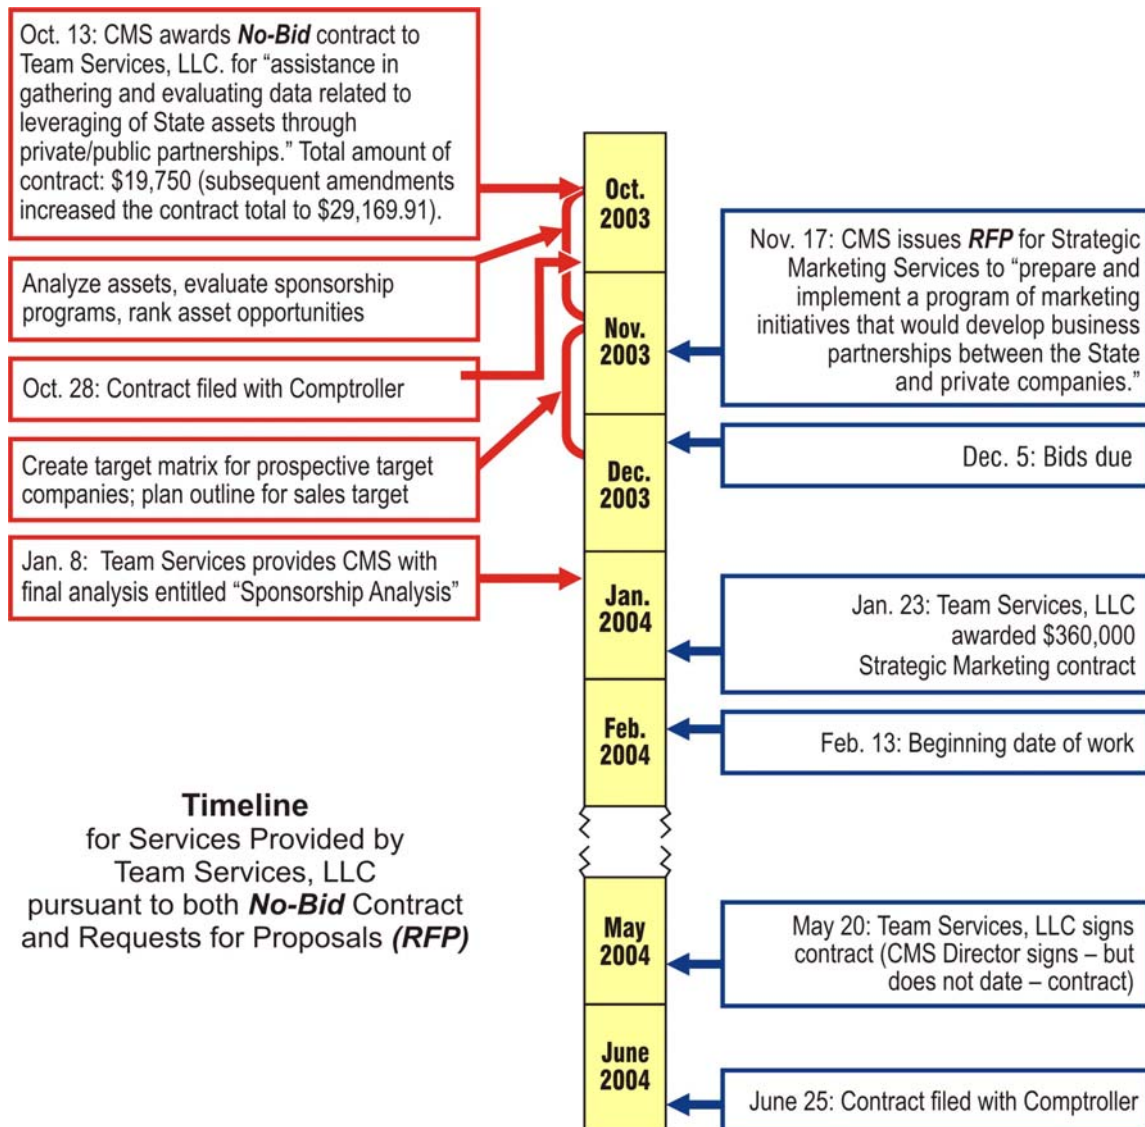 Oct. 13: CMS awards No-Bid contract to
Team Services, LLC. for “assistance in
gathering and evaluating data related to
leveraging of State assets through
private/public partnerships.” Total amount of
contract: $19,750 (subsequent amendments
increased the contract total to $29,169.91).
Analyze assets, evaluate sponsorship
programs, rank asset opportunities
Oct. 28: Contract filed with Comptroller
Create target matrix for prospective target
companies; plan outline for sales target
Jan. 8: Team Services provides CMS with
final analysis entitled “Sponsorship Analysis”
Timeline
for Services Provided by
Team Services, LLC
pursuant to both No-Bid Contract
and Requests for Proposals (RFP)
Oct.
2003
Nov.
2003
Dec.
2003
Jan.
2004
Feb.
2004
May
2004
June
2004
Nov. 17: CMS issues RFP for Strategic
Marketing Services to “prepare and
implement a program of marketing
initiatives that would develop business
partnerships between the State
and private companies.”
Dec. 5: Bids due
Jan. 23: Team Services, LLC
awarded $360,000
Strategic Marketing contract
Feb. 13: Beginning date of work
May 20: Team Services, LLC signs
contract (CMS Director signs – but
does not date – contract)
June 25: Contract filed with Comptroller